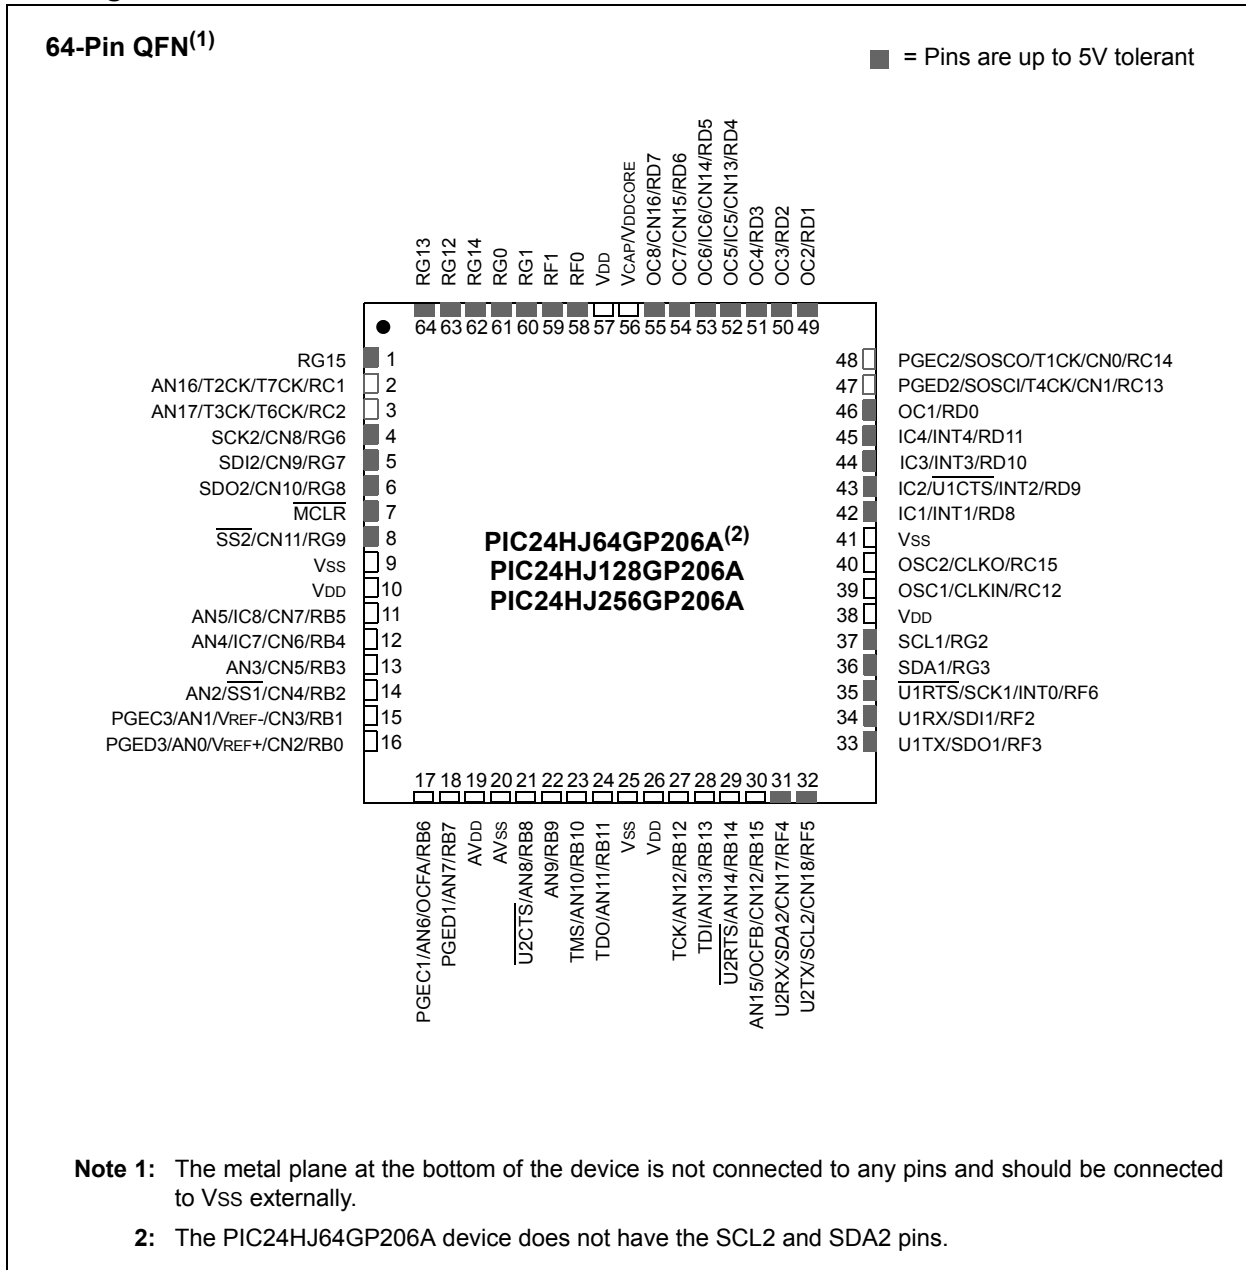 64-Pin QFN(1)
= Pins are up to 5V tolerant
RG13
RG12
RG14
RG0
RG1
RF1
RF0
VDD
VCAP/VDDCORE
OC8/CN16/RD7
OC7/CN15/RD6
OC6/IC6/CN14/RD5
OC5/IC5/CN13/RD4
OC4/RD3
OC3/RD2
OC2/RD1
64 63 62 61 60 59 58 57 56 55 54 53 52 51 50 49
RG15 1
AN16/T2CK/T7CK/RC1 2
AN17/T3CK/T6CK/RC2 3
SCK2/CN8/RG6 4
SDI2/CN9/RG7 5
SDO2/CN10/RG8 6
MCLR 7
SS2/CN11/RG9 8
VSS 9
VDD 10
AN5/IC8/CN7/RB5 11
AN4/IC7/CN6/RB4 12
AN3/CN5/RB3 13
AN2/SS1/CN4/RB2 14
PGEC3/AN1/VREF-/CN3/RB1 15
PGED3/AN0/VREF+/CN2/RB0 16
PIC24HJ64GP206A(2)
PIC24HJ128GP206A
PIC24HJ256GP206A
48 PGEC2/SOSCO/T1CK/CN0/RC14
47 PGED2/SOSCI/T4CK/CN1/RC13
46 OC1/RD0
45 IC4/INT4/RD11
44 IC3/INT3/RD10
43 IC2/U1CTS/INT2/RD9
42 IC1/INT1/RD8
41 VSS
40 OSC2/CLKO/RC15
39 OSC1/CLKIN/RC12
38 VDD
37 SCL1/RG2
36 SDA1/RG3
35 U1RTS/SCK1/INT0/RF6
34 U1RX/SDI1/RF2
33 U1TX/SDO1/RF3
17 18 19 20 21 22 23 24 25 26 27 28 29 30 31 32
PGEC1/AN6/OCFA/RB6
PGED1/AN7/RB7
AVDD
AVSS
U2CTS/AN8/RB8
AN9/RB9
TMS/AN10/RB10
TDO/AN11/RB11
VSS
VDD
TCK/AN12/RB12
TDI/AN13/RB13
U2RTS/AN14/RB14
AN15/OCFB/CN12/RB15
U2RX/SDA2/CN17/RF4
U2TX/SCL2/CN18/RF5
Note 1: The metal plane at the bottom of the device is not connected to any pins and should be connected
to VSS externally.
2: The PIC24HJ64GP206A device does not have the SCL2 and SDA2 pins.